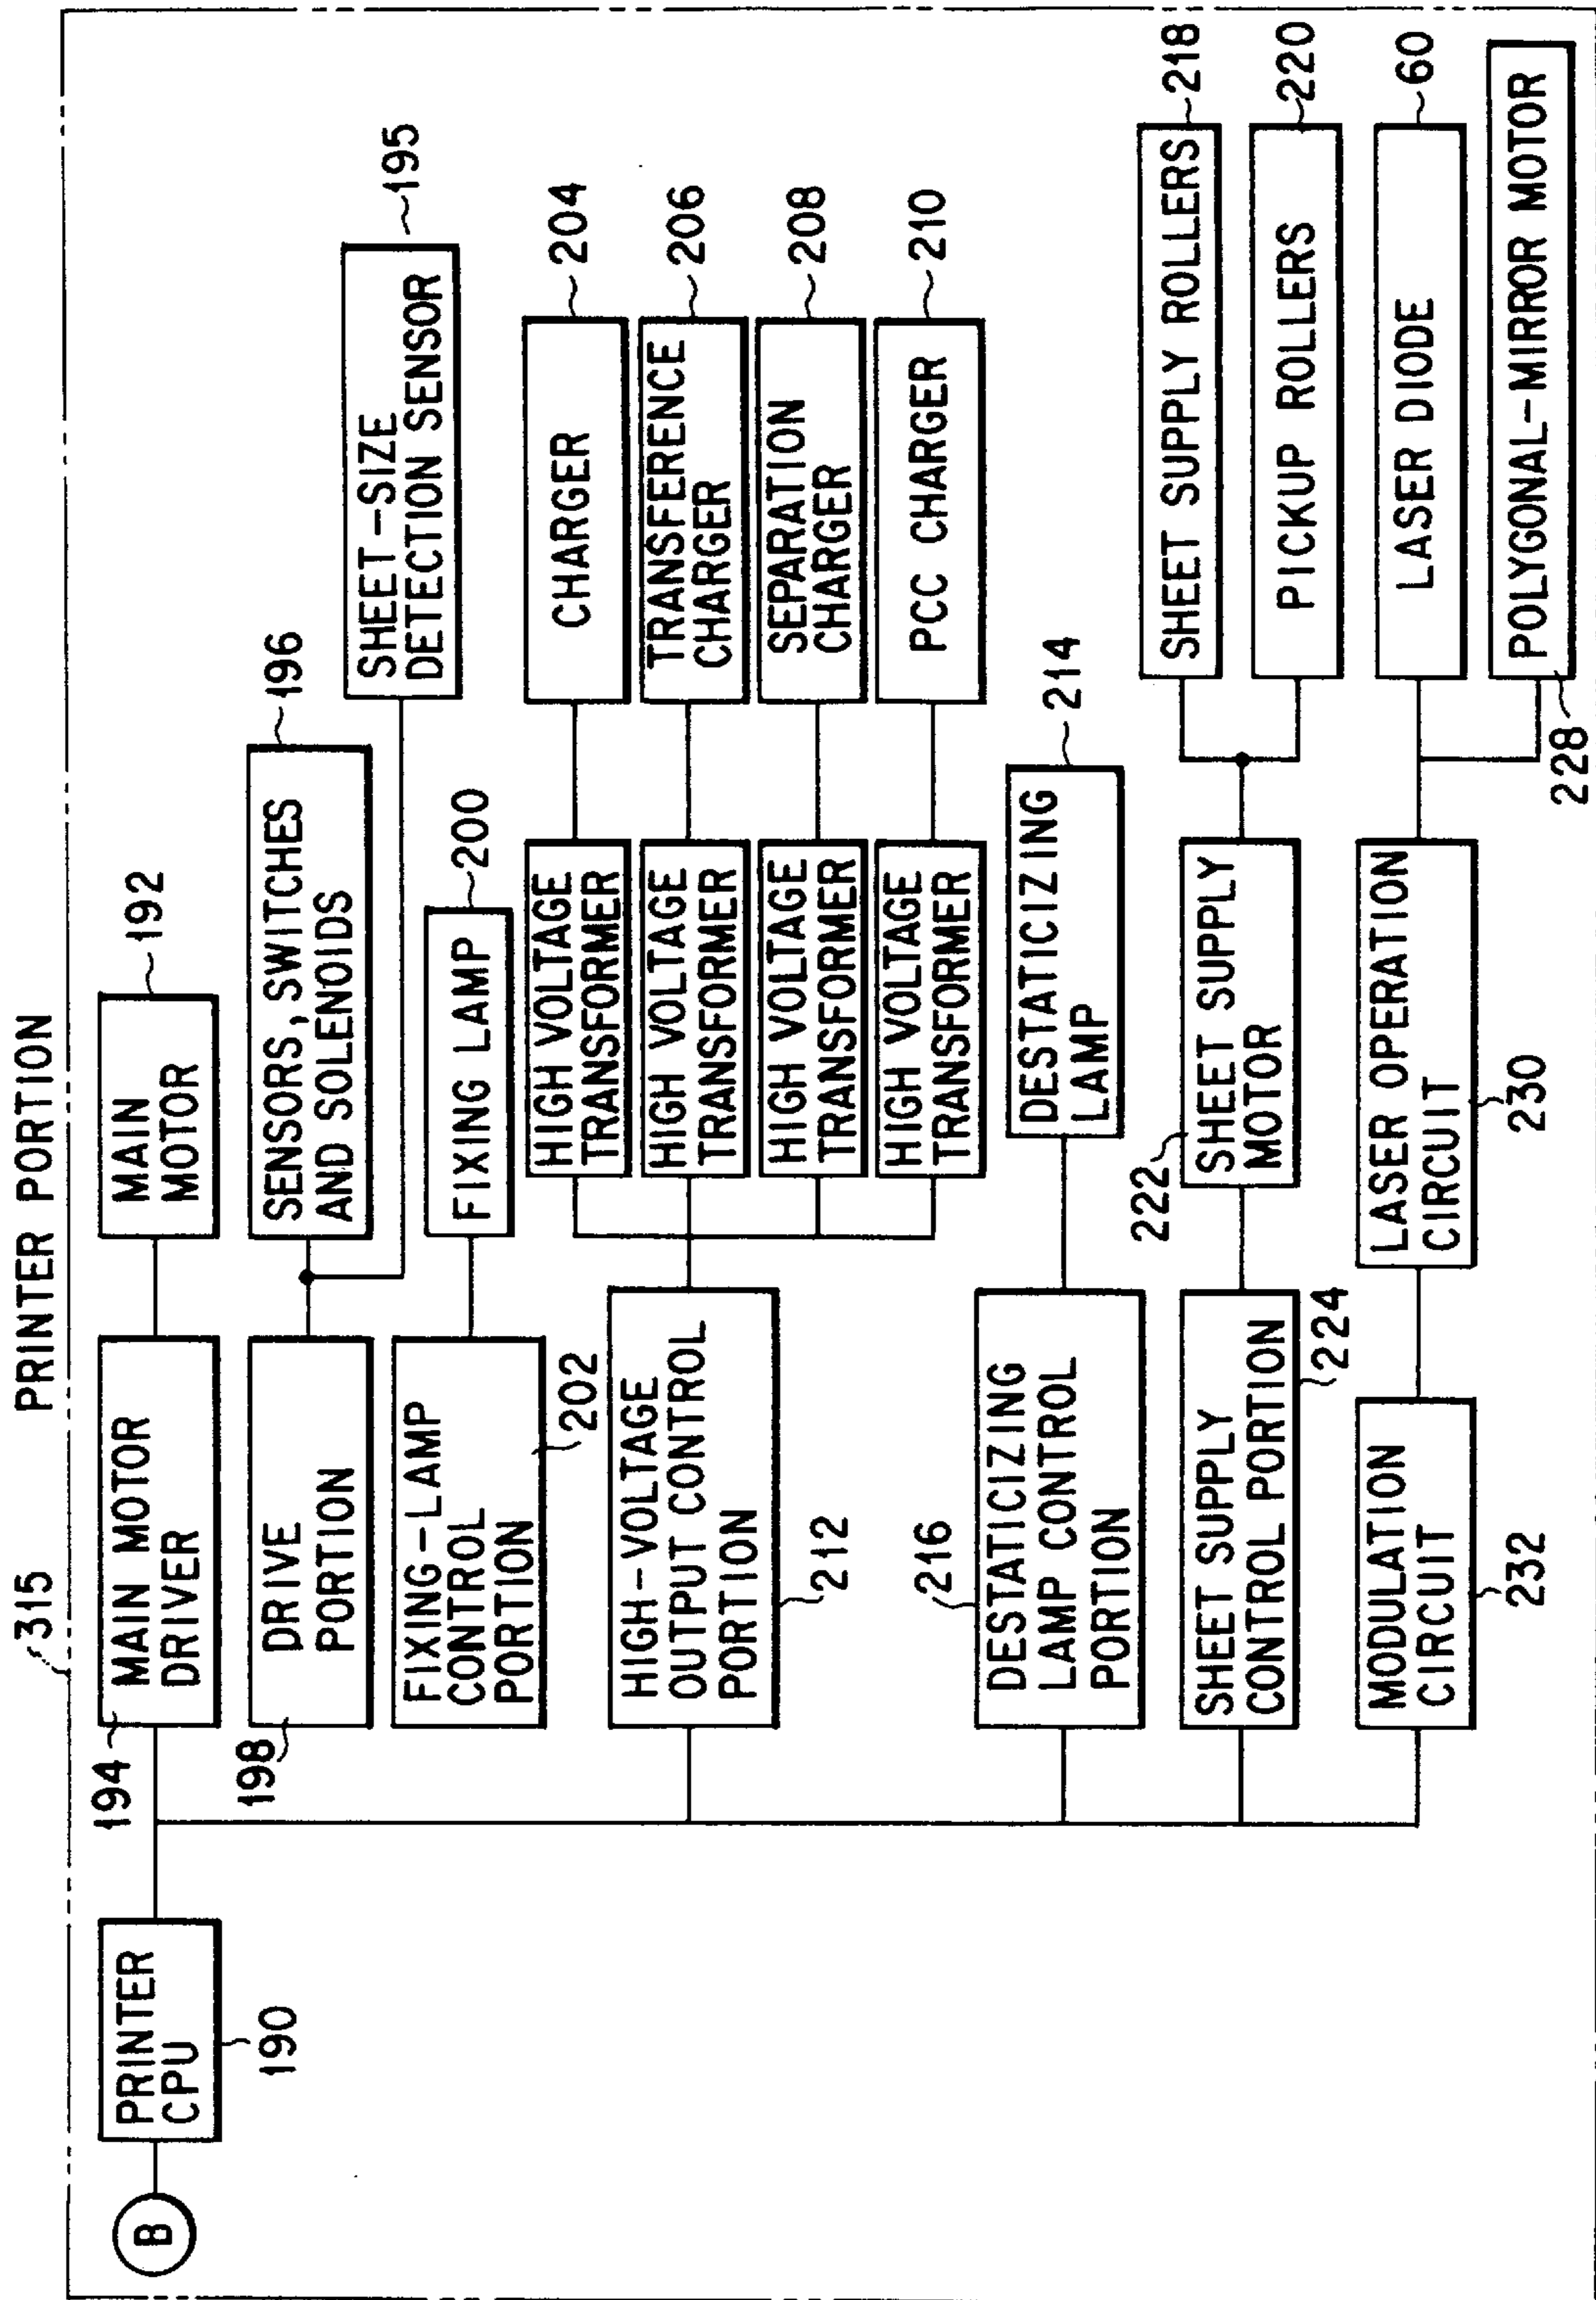 PRINTER PORTION
315
B
PRINTER
CPU
190
194
MAIN MOTOR
DRIVER
MAIN
MOTOR
192
198
DRIVE
PORTION
SENSORS, SWITCHES
AND SOLENOIDS
196
SHEET-SIZE
DETECTION SENSOR
195
FIXING-LAMP
CONTROL
PORTION
202
FIXING LAMP
200
HIGH-VOLTAGE
OUTPUT CONTROL
PORTION
212
HIGH VOLTAGE
TRANSFORMER
CHARGER
204
HIGH VOLTAGE
TRANSFORMER
TRANSFERENCE
CHARGER
206
HIGH VOLTAGE
TRANSFORMER
SEPARATION
CHARGER
208
HIGH VOLTAGE
TRANSFORMER
PCC CHARGER
210
216
DESTATICIZING
LAMP CONTROL
PORTION
DESTATICIZING
LAMP
214
SHEET SUPPLY
CONTROL PORTION
224
222
SHEET SUPPLY
MOTOR
SHEET SUPPLY ROLLERS
218
PICKUP ROLLERS
220
MODULATION
CIRCUIT
232
LASER OPERATION
CIRCUIT
230
LASER DIODE
60
POLYGONAL-MIRROR MOTOR
228